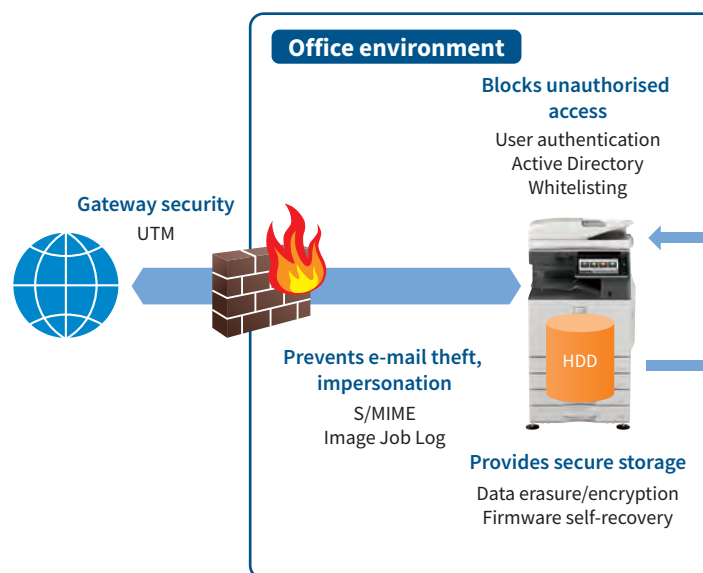 Office environment
Blocks unauthorised
access
User authentication
Active Directory
Whitelisting
Gateway security
UTM
HDD
Prevents e-mail theft,
impersonation
S/MIME
Image Job Log
Provides secure storage
Data erasure/encryption
Firmware self-recovery